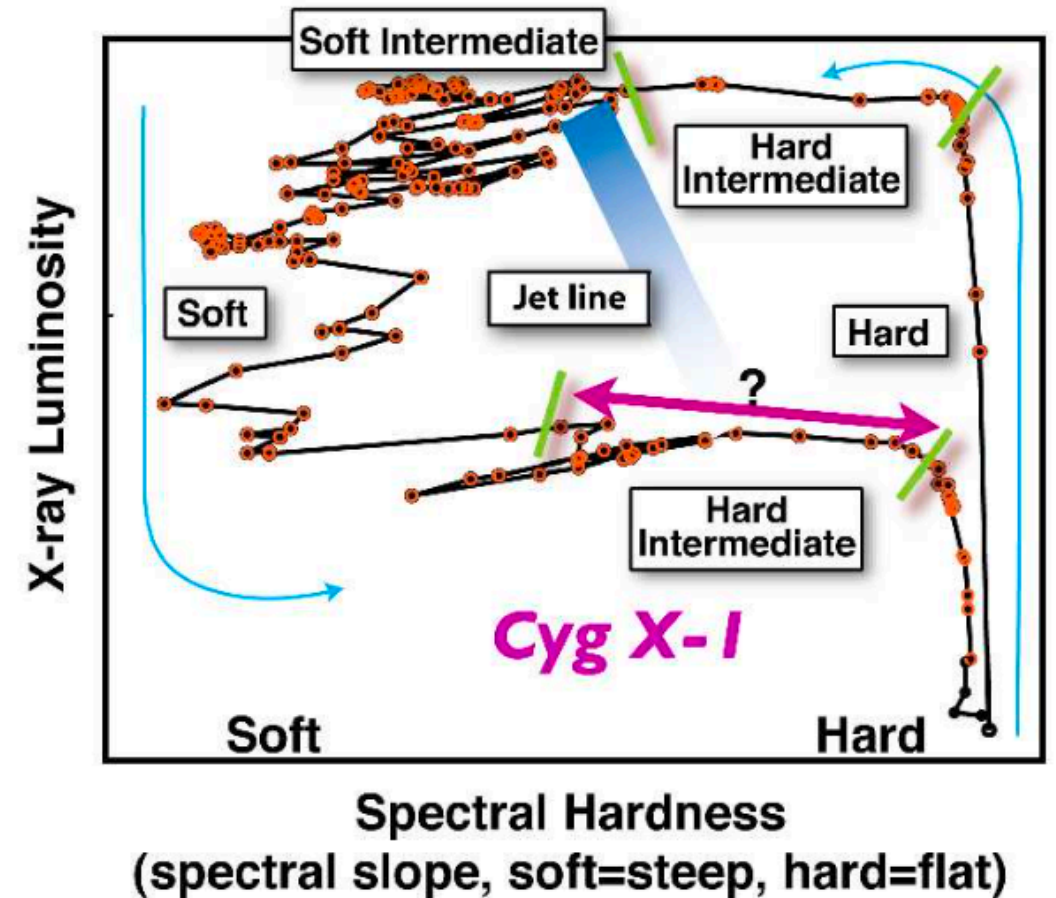 Soft Intermediate
Hard
Intermediate
Jet line
Soft
Hard
?
Hard
Intermediate
Cyg X-1
Soft
Hard
X-ray Luminosity
Spectral Hardness
(spectral slope, soft=steep, hard=flat)